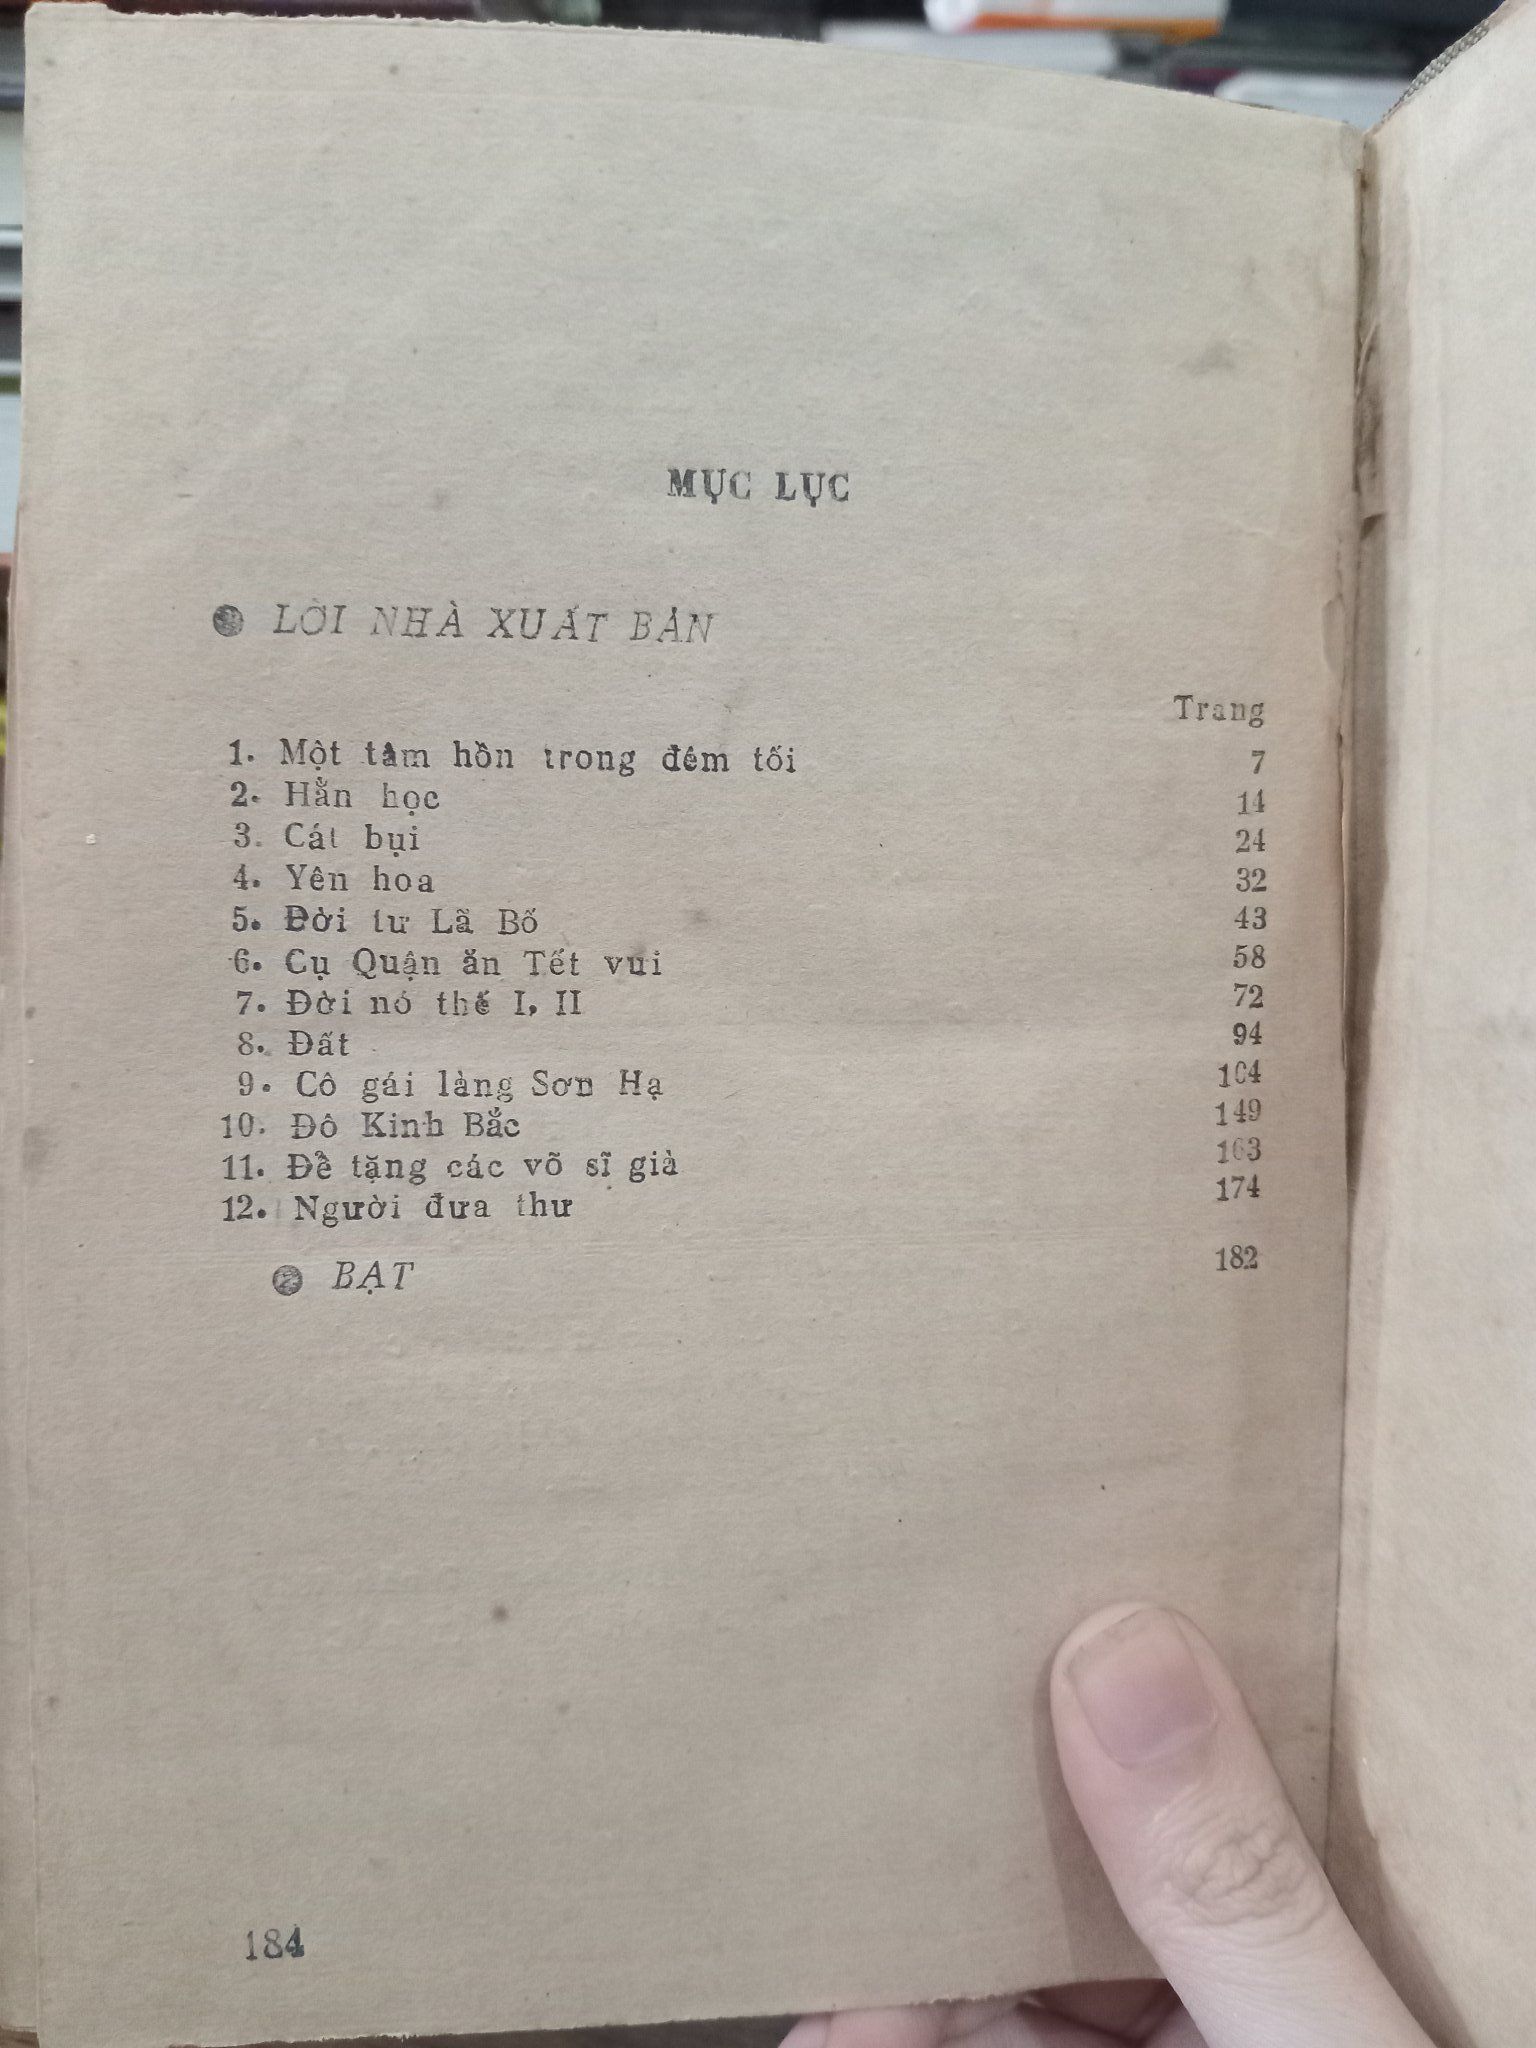 MỤC LỤC
LỜI NHÀ XUẤT BẢN
Trang
1. Một tâm hồn trong đêm tối 7
2. Hằn học 14
3. Cát bụi 24
4. Yên hoa 32
5. Đời tư Lã Bố 43
6. Cụ Quận ăn Tết vui 58
7. Đời nó thế I, II 72
8. Đất 94
9. Cô gái làng Sơn Hạ 104
10. Đô Kinh Bắc 149
11. Để tặng các võ sĩ già 163
12. Người đưa thư 174
BẠT 182
184